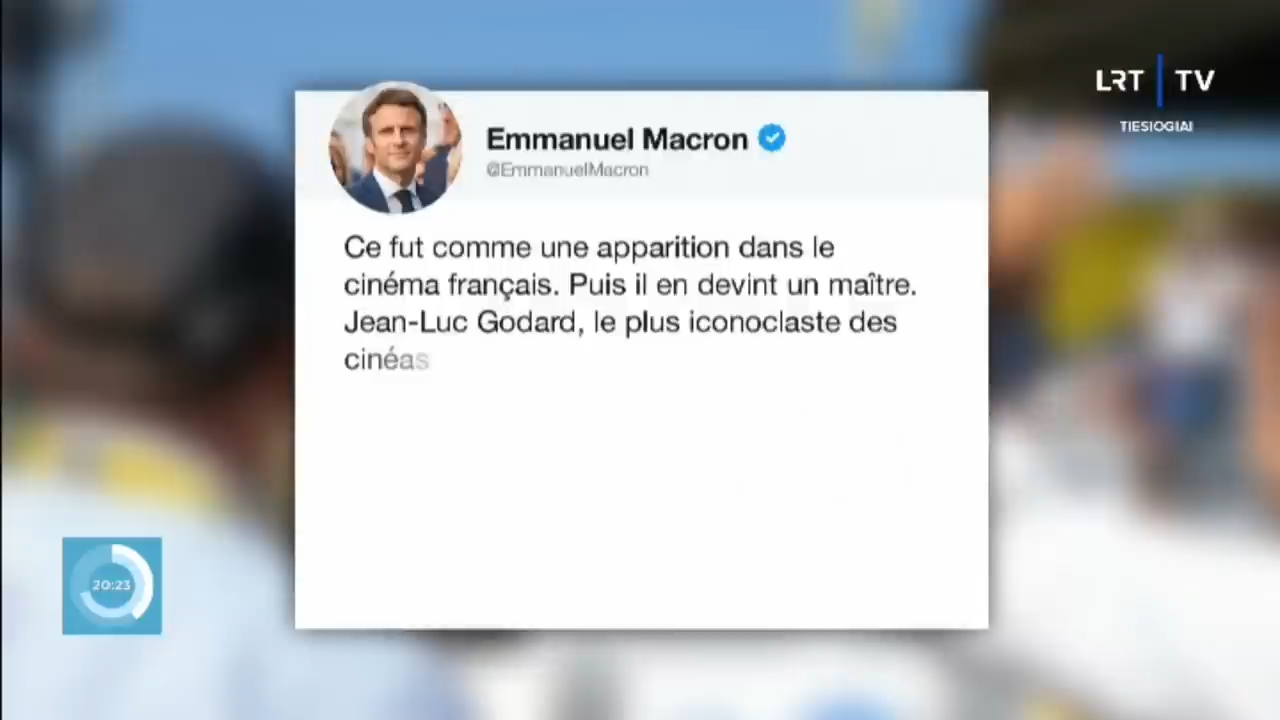 LRT | TV
TIESIOGIAI
Emmanuel Macron
@EmmanuelMacron
Ce fut comme une apparition dans le
cinéma français. Puis il en devint un maître.
Jean-Luc Godard, le plus iconoclaste des
cinéas
20:23